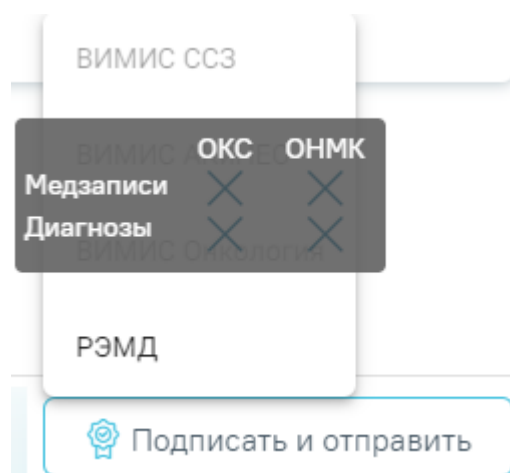 ВИМИС ССЗ
ОКС ОНМК
Медзаписи
Диагнозы
ВИМИС Онкология
РЭМД
Подписать и отправить